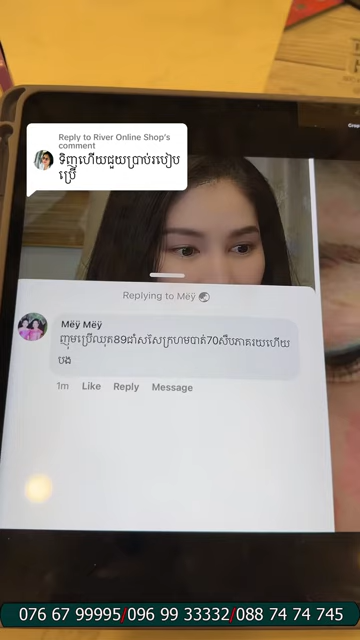 Crop
Reply to River Online Shop's
comment
ទិញហើយជួយប្រាប់របៀប
ប្រើ
Replying to Mëÿ
Mëÿ Mëÿ
ញុមប្រើឈុត89ជាំសសៃក្រហមបាត់70សឹបភាគរយហើយ
បង
1m Like Reply Message
076 67 99995/096 99 33332/088 74 74 745